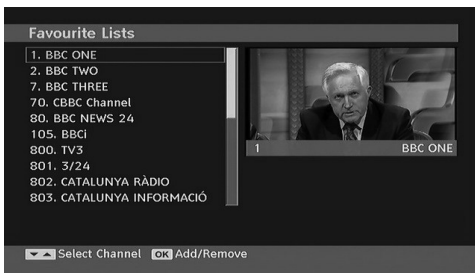 Favourite Lists
1. BBC ONE
2. BBC TWO
7. BBC THREE
70. CBBC Channel
80. BBC NEWS 24
105. BBCi
800. TV3
801. 3/24
802. CATALUNYA RÀDIO
803. CATALUNYA INFORMACIÓ
1 BBC ONE
Select Channel OK Add/Remove